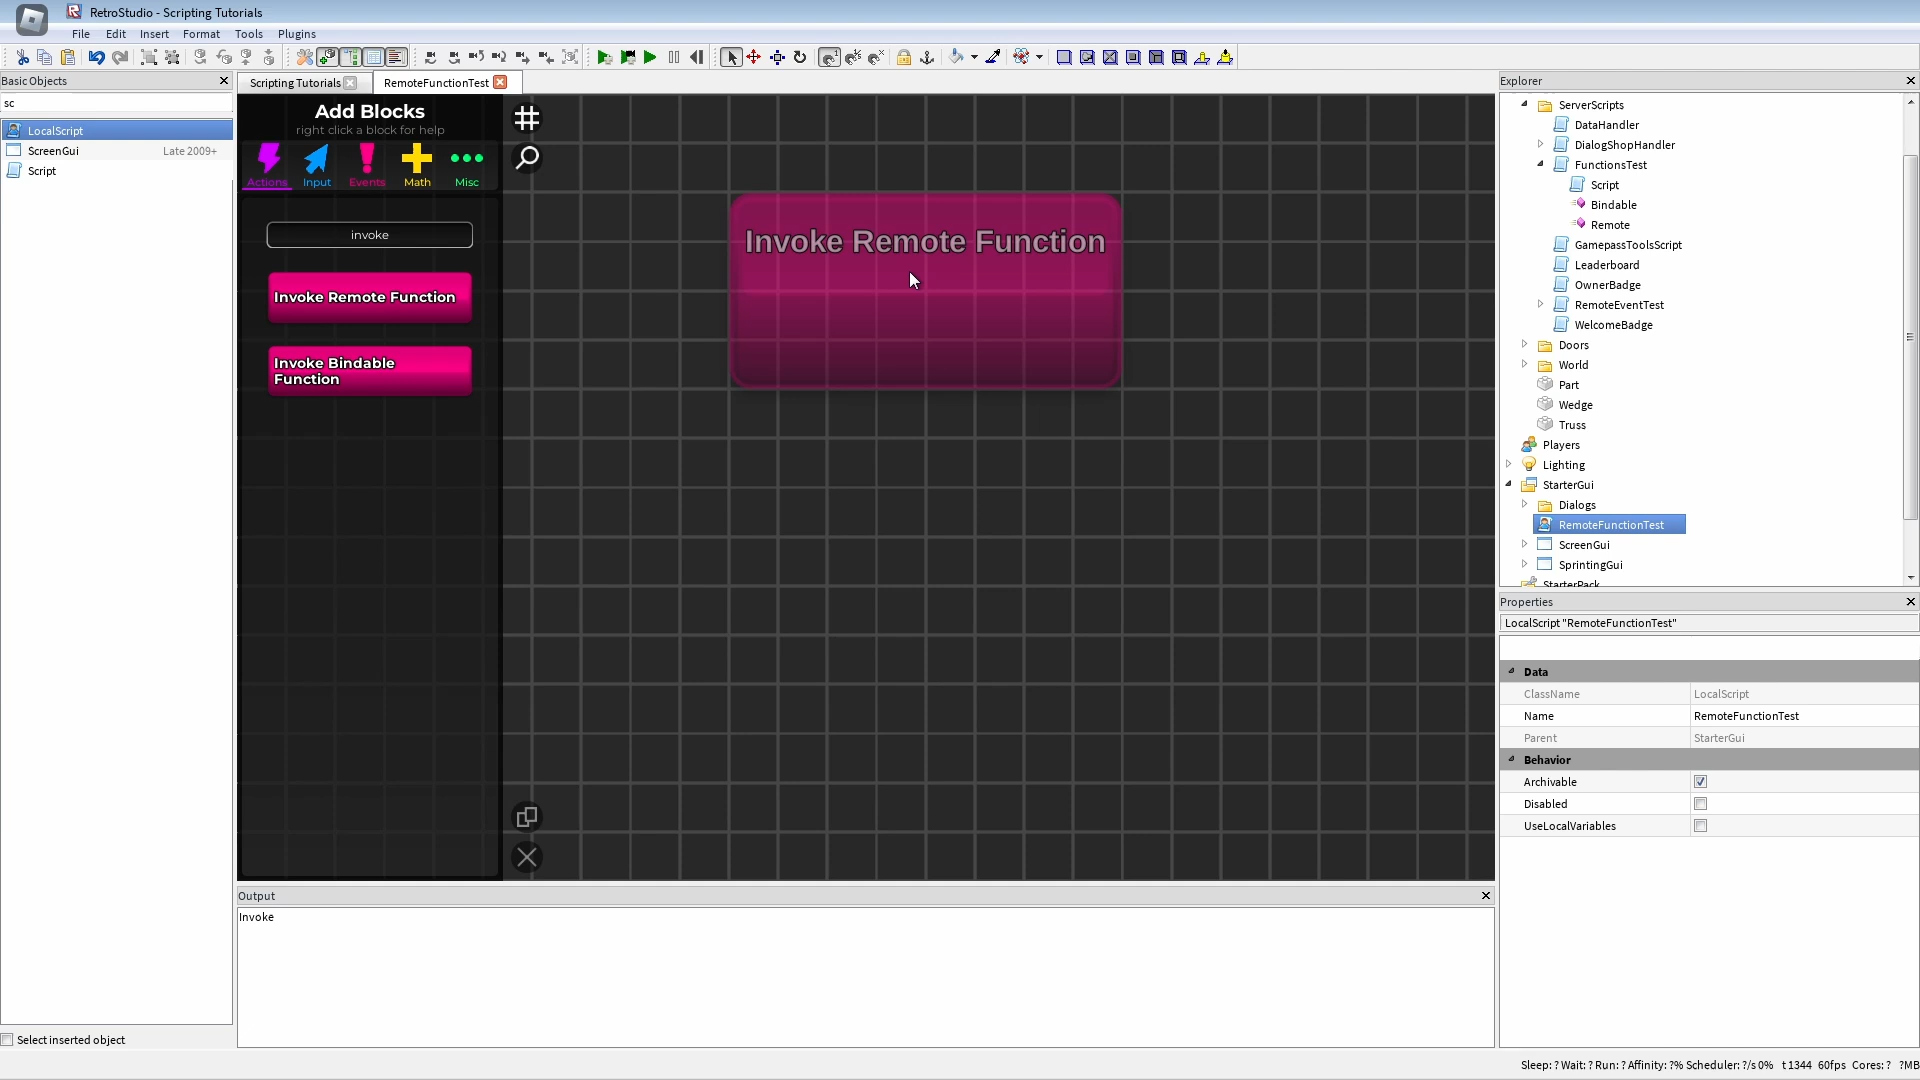 RetroStudio - Scripting Tutorials
File Edit Insert Format Tools Plugins
Basic Objects
sc
LocalScript
ScreenGui Late 2009+
Script
Select inserted object
Scripting Tutorials RemoteFunctionTest
Add Blocks
right click a block for help
Actions Input Events Math Misc
invoke
Invoke Remote Function
Invoke Bindable
Function
Invoke Remote Function
Output
Invoke
Explorer
ServerScripts
DataHandler
DialogShopHandler
FunctionsTest
Script
Bindable
Remote
GamepassToolsScript
Leaderboard
OwnerBadge
RemoteEventTest
WelcomeBadge
Doors
World
Part
Wedge
Truss
Players
Lighting
StarterGui
Dialogs
RemoteFunctionTest
ScreenGui
SprintingGui
StarterPack
Properties
LocalScript "RemoteFunctionTest"
Data
ClassName LocalScript
Name RemoteFunctionTest
Parent StarterGui
Behavior
Archivable
Disabled
UseLocalVariables
Sleep: ? Wait: ? Run: ? Affinity: ?% Scheduler: ?/s 0% t1344 60fps Cores: ? ?MB